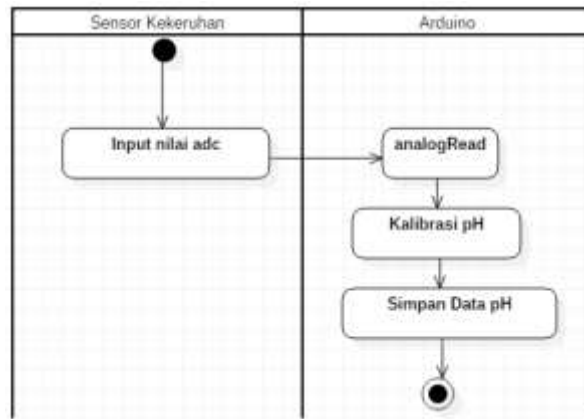 Sensor Kekeruhan
Arduino
Input nilai adc
analogRead
Kalibrasi pH
Simpan Data pH